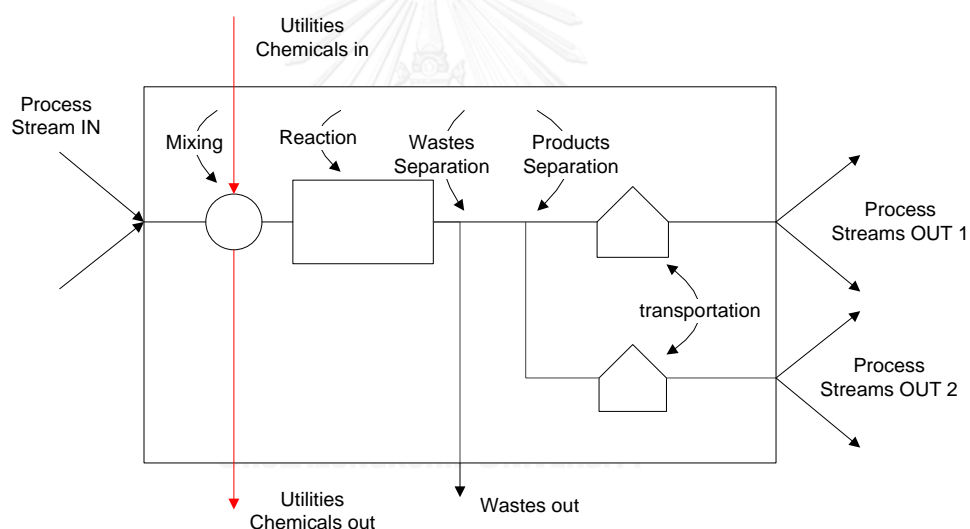 Utilities
Chemicals in
Process
Stream IN
Mixing
Reaction
Wastes
Separation
Products
Separation
Process
Streams OUT 1
transportation
Process
Streams OUT 2
Utilities
Chemicals out
Wastes out